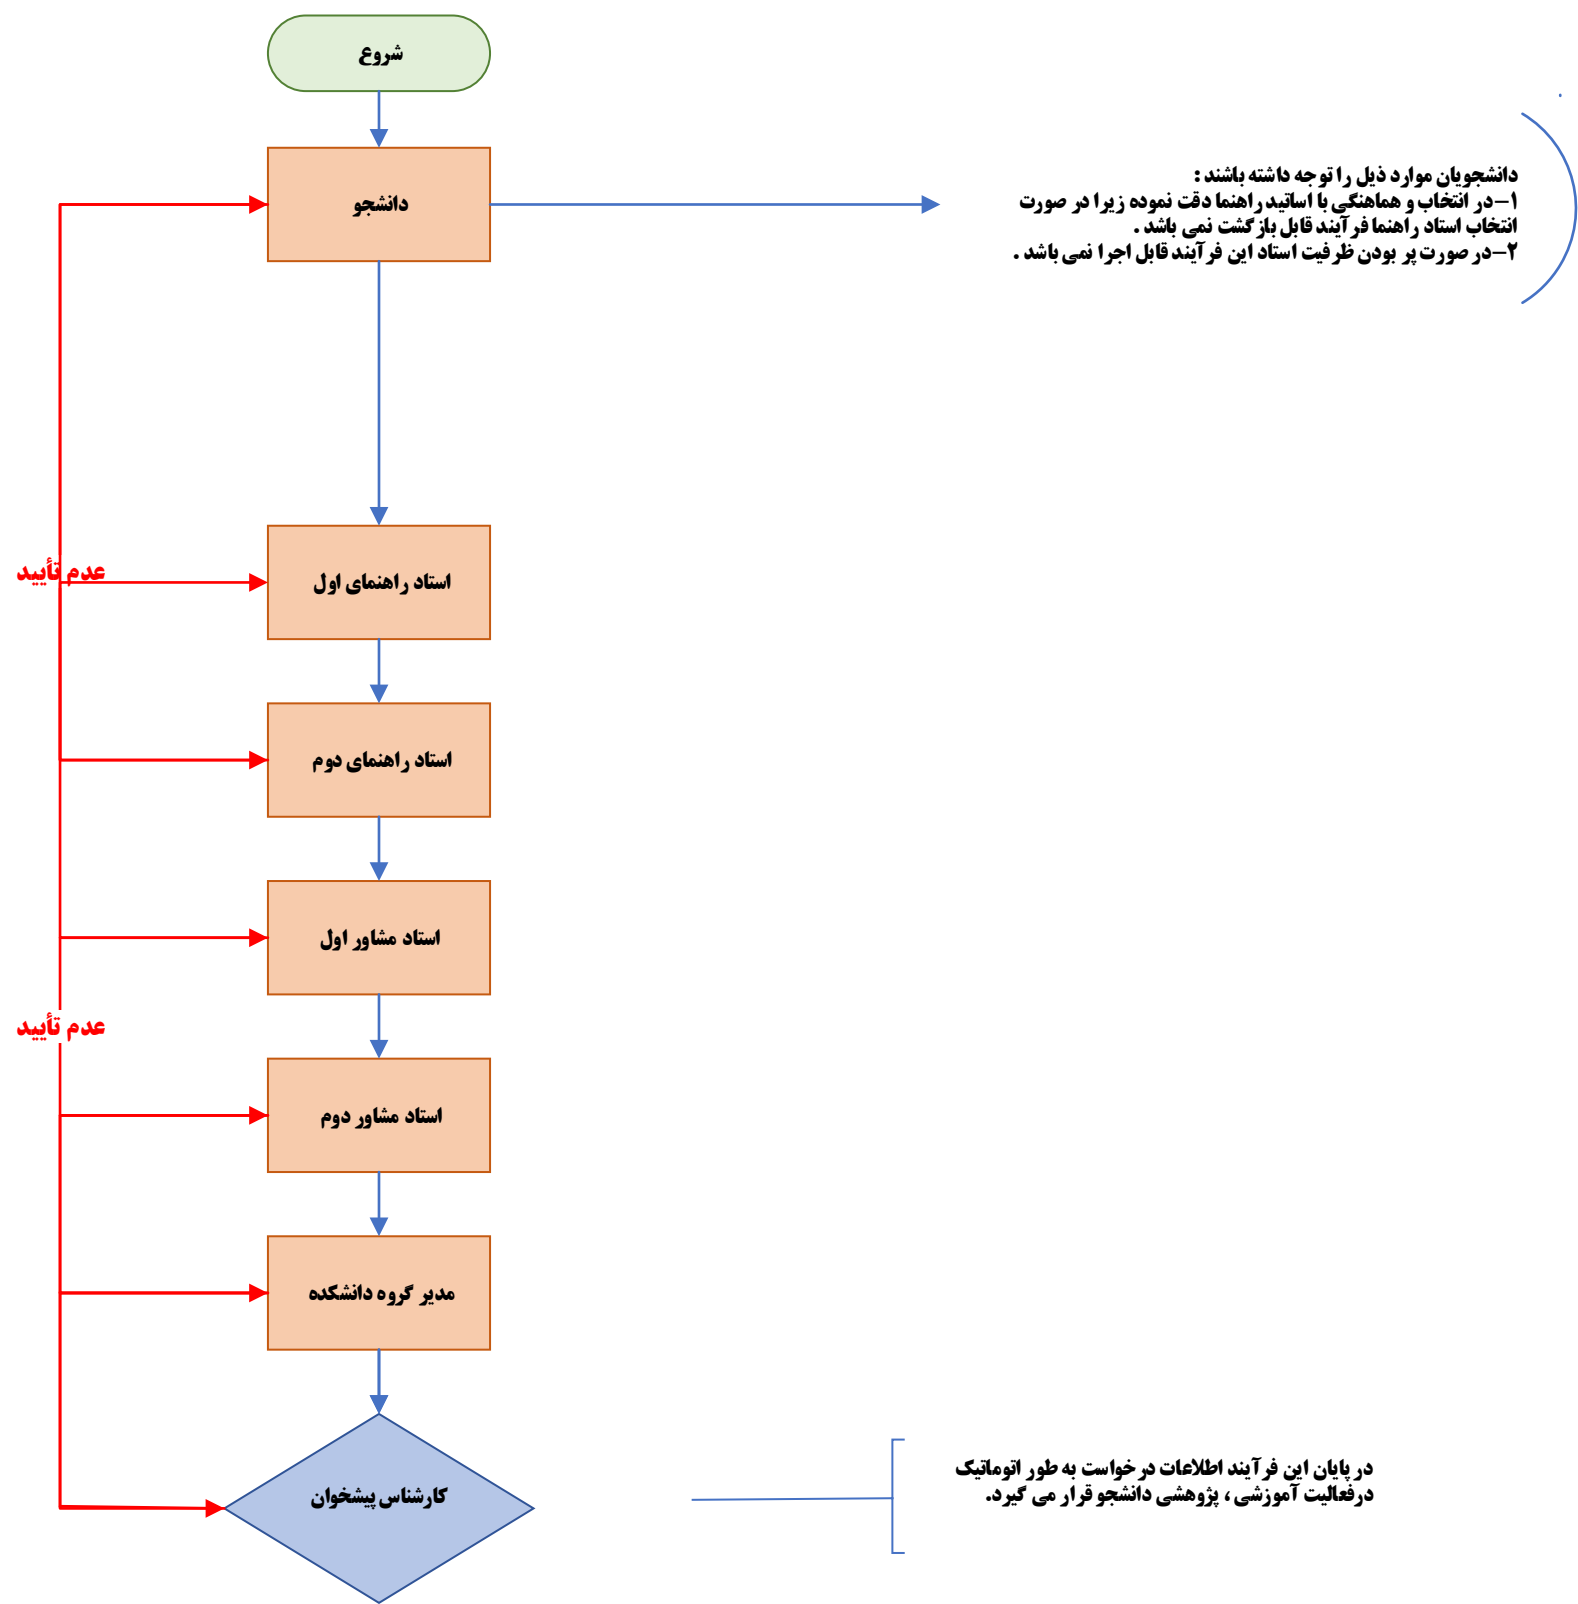 شروع
دانشجو
دانشجویان موارد ذیل را توجه داشته باشند :
۱-در انتخاب و هماهنگی با اساتید راهنما دقت نموده زیرا در صورت
انتخاب استاد راهنما فرآیند قابل بازگشت نمی باشد .
۲-در صورت پر بودن ظرفیت استاد این فرآیند قابل اجرا نمی باشد .
عدم تأیید
استاد راهنمای اول
استاد راهنمای دوم
استاد مشاور اول
عدم تأیید
استاد مشاور دوم
مدیر گروه دانشکده
کارشناس پیشخوان
در پایان این فرآیند اطلاعات درخواست به طور اتوماتیک
درفعالیت آموزشی ، پژوهشی دانشجو قرار می گیرد.